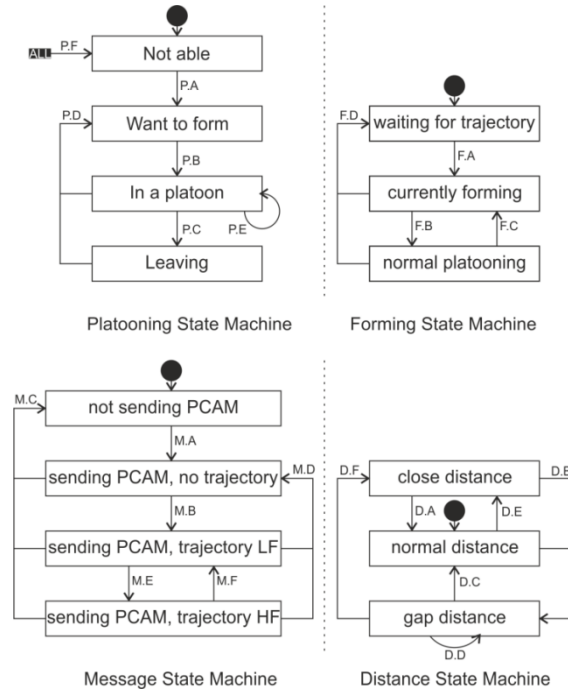 Not able
ALL
P.F
P.A
P.D
Want to form
P.B
In a platoon
P.C
P.E
Leaving
Platooning State Machine
F.D
waiting for trajectory
F.A
currently forming
F.B
F.C
normal platooning
Forming State Machine
M.C
not sending PCAM
M.A
M.D
sending PCAM, no trajectory
M.B
sending PCAM, trajectory LF
M.E
M.F
sending PCAM, trajectory HF
Message State Machine
D.F
close distance
D.A
D.E
normal distance
D.C
gap distance
D.D
Distance State Machine